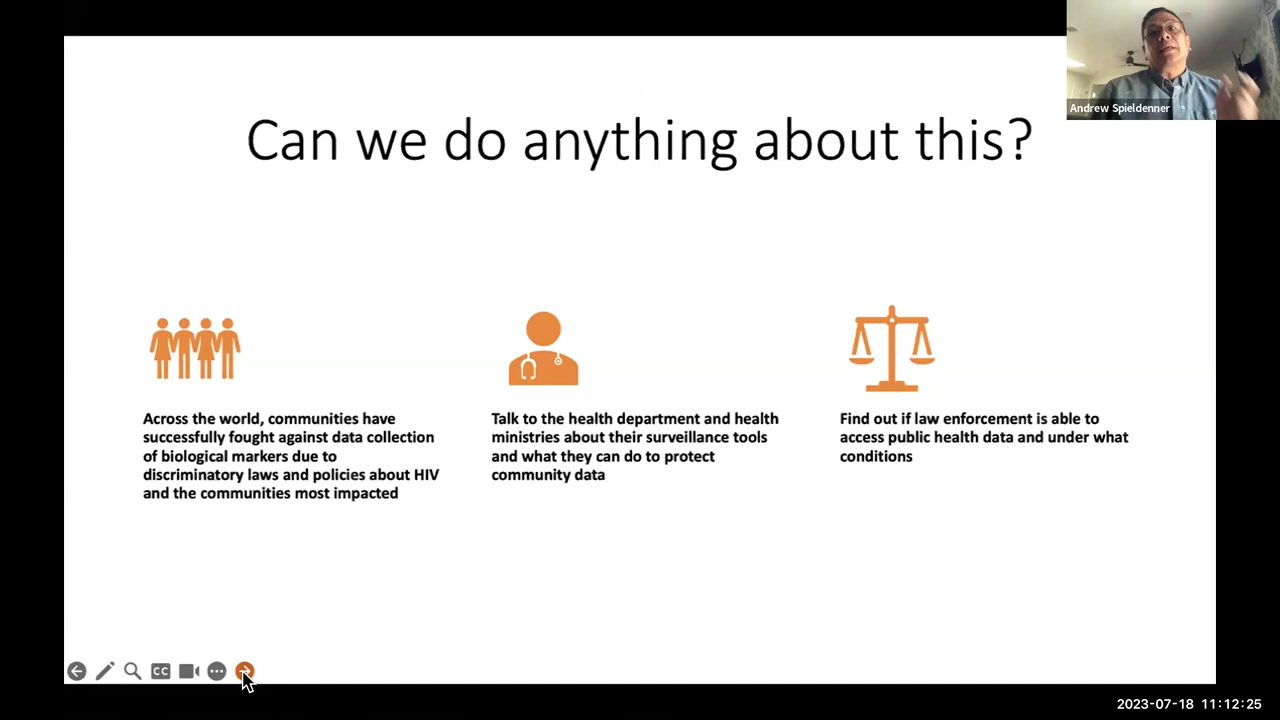 Andrew Spieldenner
Can we do anything about this?
Across the world, communities have
successfully fought against data collection
of biological markers due to
discriminatory laws and policies about HIV
and the communities most impacted
Talk to the health department and health
ministries about their surveillance tools
and what they can do to protect
community data
Find out if law enforcement is able to
access public health data and under what
conditions
CC
2023-07-18 11:12:25